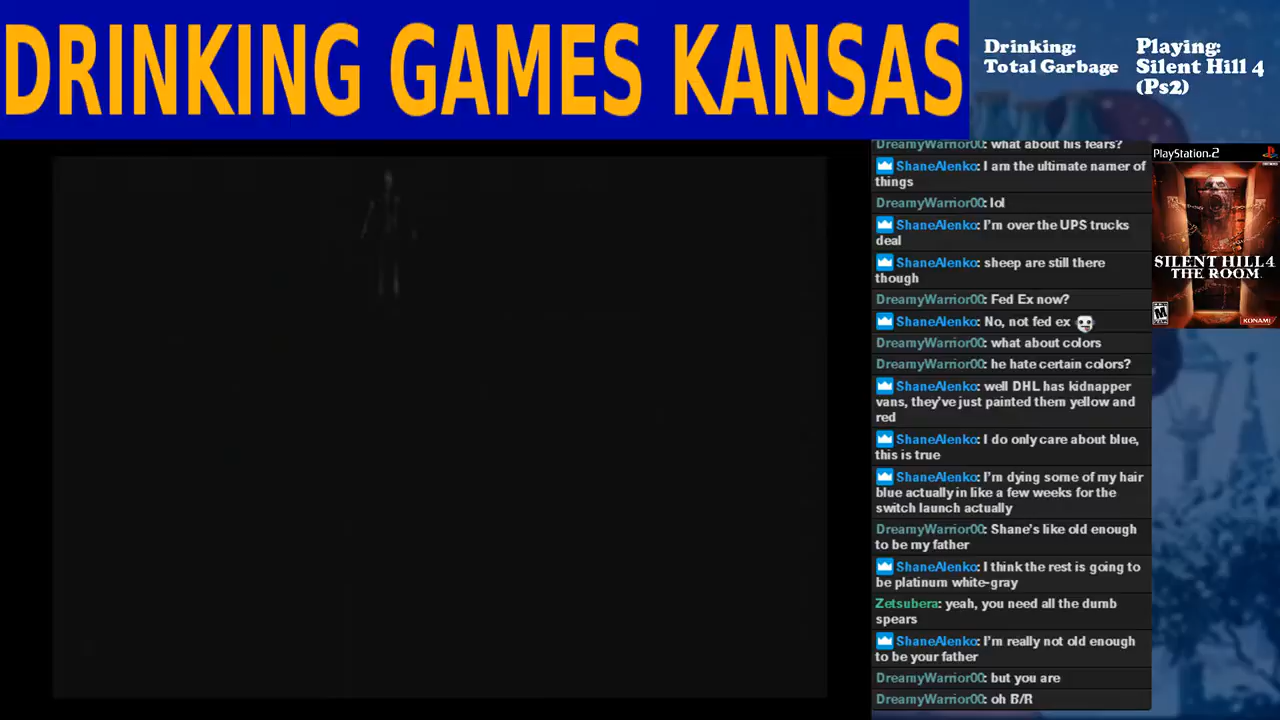 DRINKING GAMES KANSAS
Drinking:
Total Garbage
Playing:
Silent Hill 4
(Ps2)
DreamyWarrior00: what about his fears?
ShaneAlenko: I am the ultimate namer of
things
DreamyWarrior00: lol
ShaneAlenko: I'm over the UPS trucks
deal
ShaneAlenko: sheep are still there
though
DreamyWarrior00: Fed Ex now?
ShaneAlenko: No, not fed ex
DreamyWarrior00: what about colors
DreamyWarrior00: he hate certain colors?
ShaneAlenko: well DHL has kidnapper
vans, they've just painted them yellow and
red
ShaneAlenko: I do only care about blue,
this is true
ShaneAlenko: I'm dying some of my hair
blue actually in like a few weeks for the
switch launch actually
DreamyWarrior00: Shane's like old enough
to be my father
ShaneAlenko: I think the rest is going to
be platinum white-gray
Zetsubera: yeah, you need all the dumb
spears
ShaneAlenko: I'm really not old enough
to be your father
DreamyWarrior00: but you are
DreamyWarrior00: oh B/R
PlayStation.2
SILENT HILL 4
THE ROOM
M
KONAMI